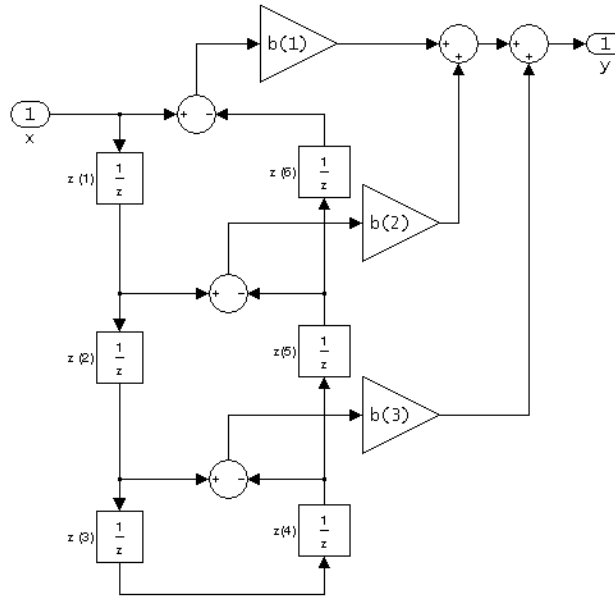 b(1)
+
+
+
+
1
y
1
x
+
−
z (1)
1
z
z (6)
1
z
b(2)
+
−
z (2)
1
z
z(5)
1
z
b(3)
+
−
z (3)
1
z
z(4)
1
z